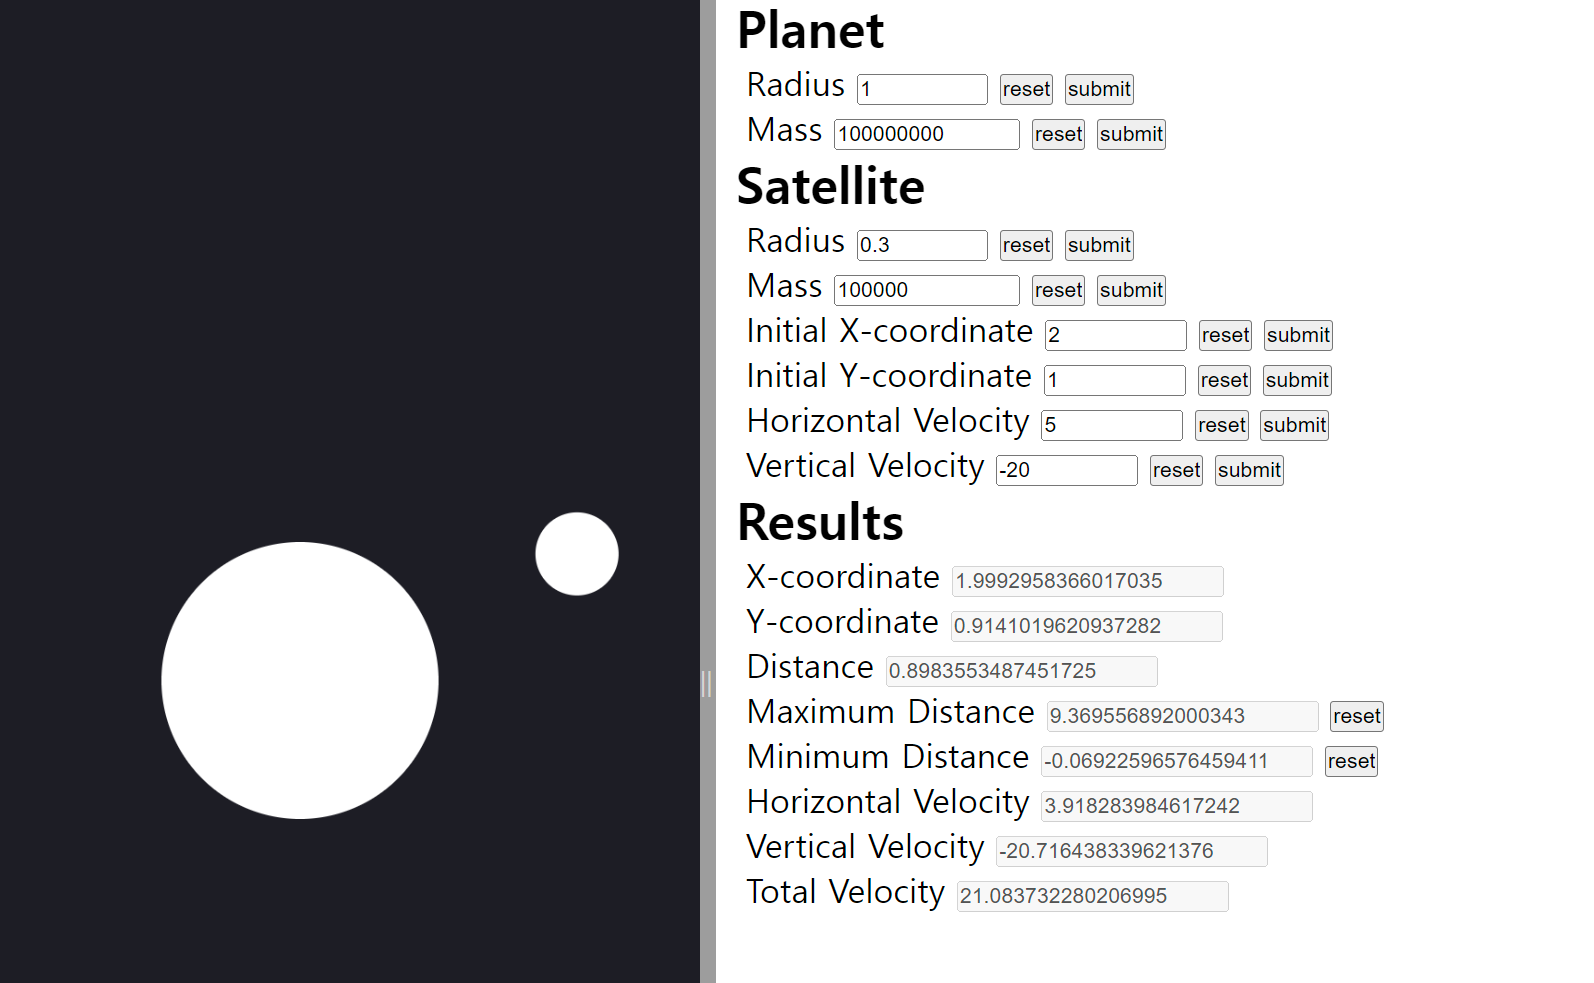 Planet
Radius 1 reset submit
Mass 100000000 reset submit
Satellite
Radius 0.3 reset submit
Mass 100000 reset submit
Initial X-coordinate 2 reset submit
Initial Y-coordinate 1 reset submit
Horizontal Velocity 5 reset submit
Vertical Velocity -20 reset submit
Results
X-coordinate 1.9992958366017035
Y-coordinate 0.9141019620937282
Distance 0.8983553487451725
Maximum Distance 9.369556892000343 reset
Minimum Distance -0.06922596576459411 reset
Horizontal Velocity 3.918283984617242
Vertical Velocity -20.716438339621376
Total Velocity 21.083732280206995